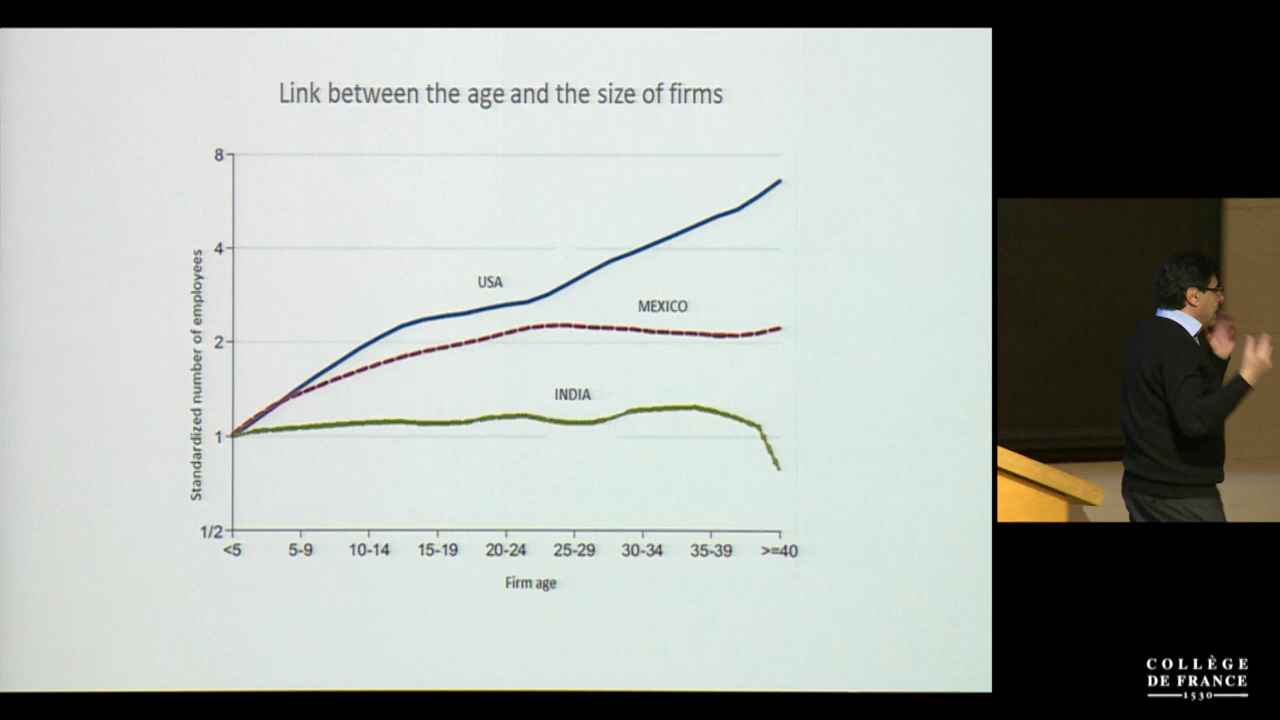 Link between the age and the size of firms
8
4
2
1
1/2
Standardized number of employees
USA
MEXICO
INDIA
<5 5-9 10-14 15-19 20-24 25-29 30-34 35-39 >=40
Firm age
COLLÈGE
DE FRANCE
1530